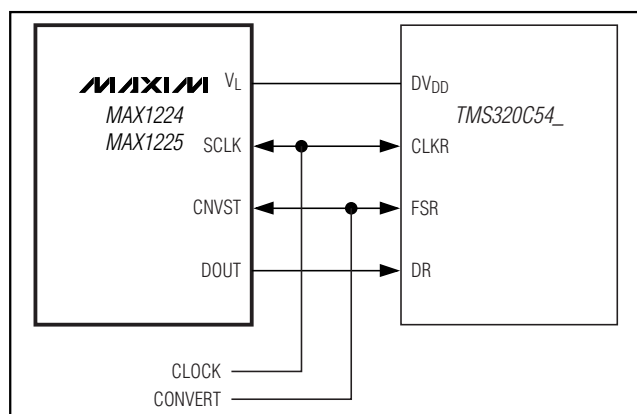 MAXIM
MAX1224
MAX1225
VL
SCLK
CNVST
DOUT
DVDD
TMS320C54_
CLKR
FSR
DR
CLOCK
CONVERT